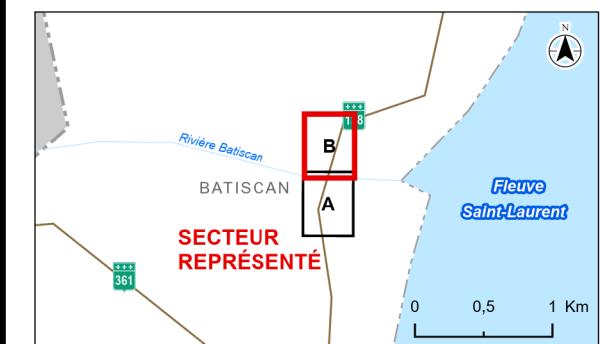 N
B
Rivière Batiscan
BATISCAN
A
Fleuve
Saint-Laurent
SECTEUR
REPRÉSENTÉ
361
0 0,5 1 Km